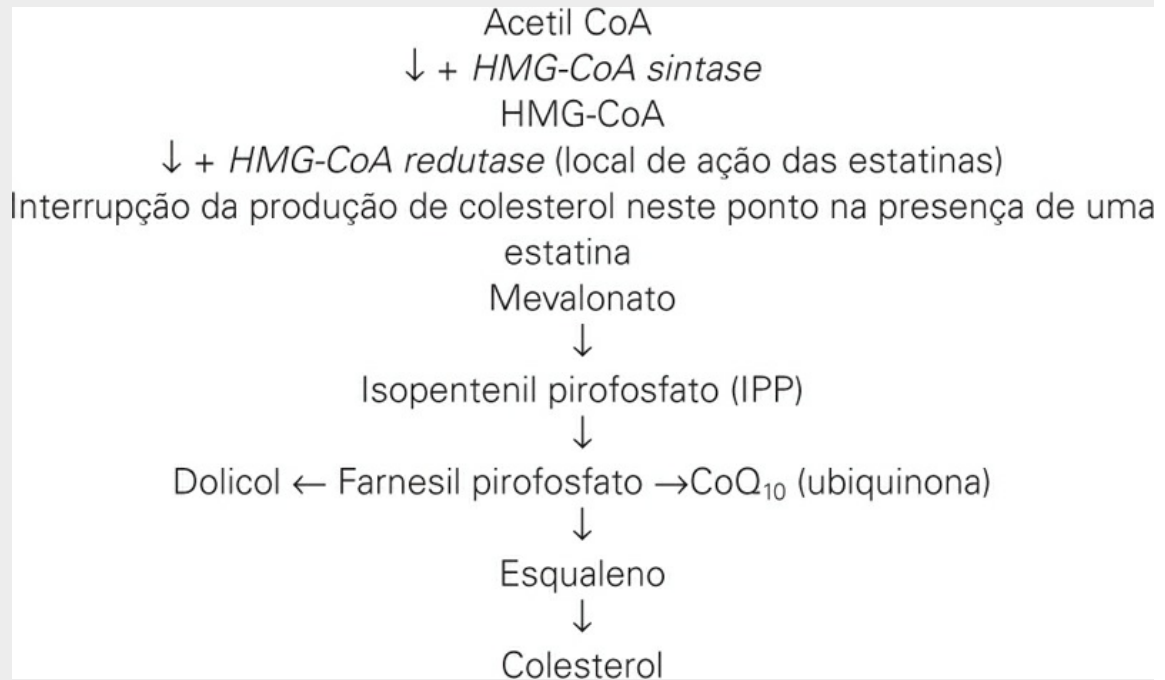 Acetil CoA
↓ + HMG-CoA sintase
HMG-CoA
↓ + HMG-CoA redutase (local de ação das estatinas)
Interrupção da produção de colesterol neste ponto na presença de uma
estatina
Mevalonato
↓
Isopentenil pirofosfato (IPP)
↓
Dolicol ← Farnesil pirofosfato →CoQ₁₀ (ubiquinona)
↓
Esqualeno
↓
Colesterol